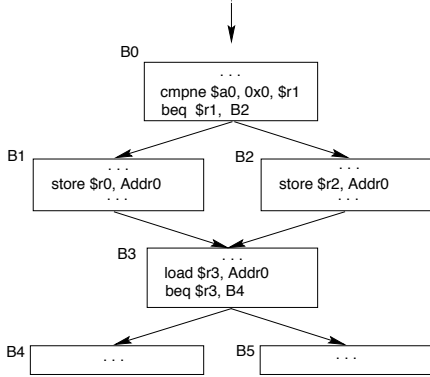 B0
. . .
cmpne $a0, 0x0, $r1
beq $r1, B2
B1
. . .
store $r0, Addr0
. . .
B2
. . .
store $r2, Addr0
. . .
B3
. . .
load $r3, Addr0
beq $r3, B4
B4
. . .
B5
. . .